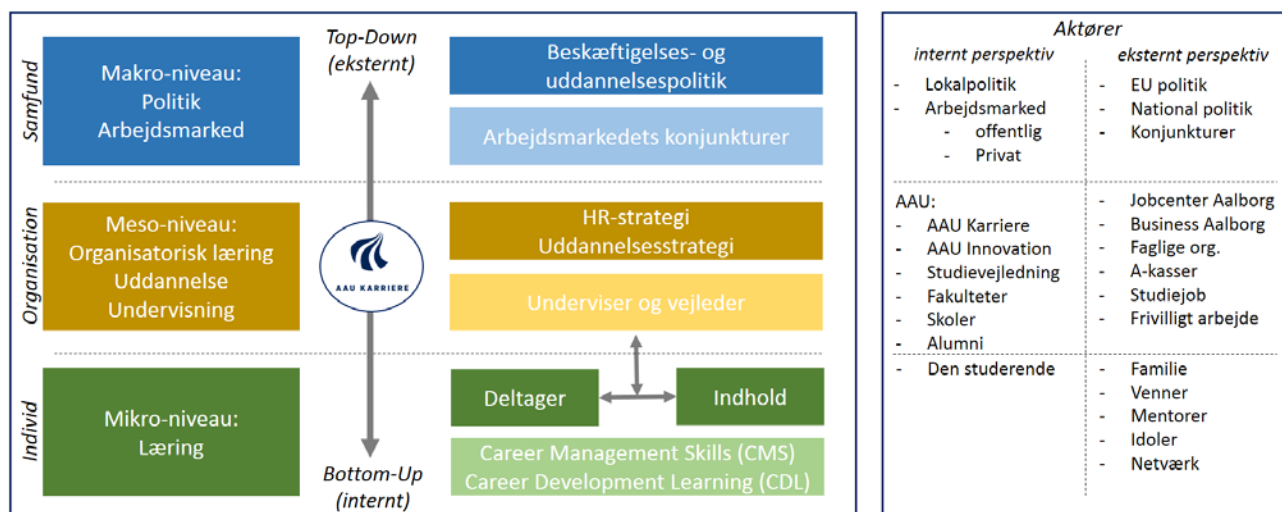 Samfund
Makro-niveau:
Politik
Arbejdsmarked
Top-Down
(eksternt)
Beskæftigelses- og
uddannelsespolitik
Arbejdsmarkedets konjunkturer
Organisation
Meso-niveau:
Organisatorisk læring
Uddannelse
Undervisning
AAU KARRIERE
HR-strategi
Uddannelsesstrategi
Underviser og vejleder
Individ
Mikro-niveau:
Læring
Bottom-Up
(internt)
Deltager
Indhold
Career Management Skills (CMS)
Career Development Learning (CDL)
Aktører
internt perspektiv
- Lokalpolitik
- Arbejdsmarked
- offentlig
- Privat
eksternt perspektiv
- EU politik
- National politik
- Konjunkturer
AAU:
- AAU Karriere
- AAU Innovation
- Studievejledning
- Fakulteter
- Skoler
- Alumni
- Jobcenter Aalborg
- Business Aalborg
- Faglige org.
- A-kasser
- Studiejob
- Frivilligt arbejde
- Den studerende
- Familie
- Venner
- Mentorer
- Idoler
- Netværk